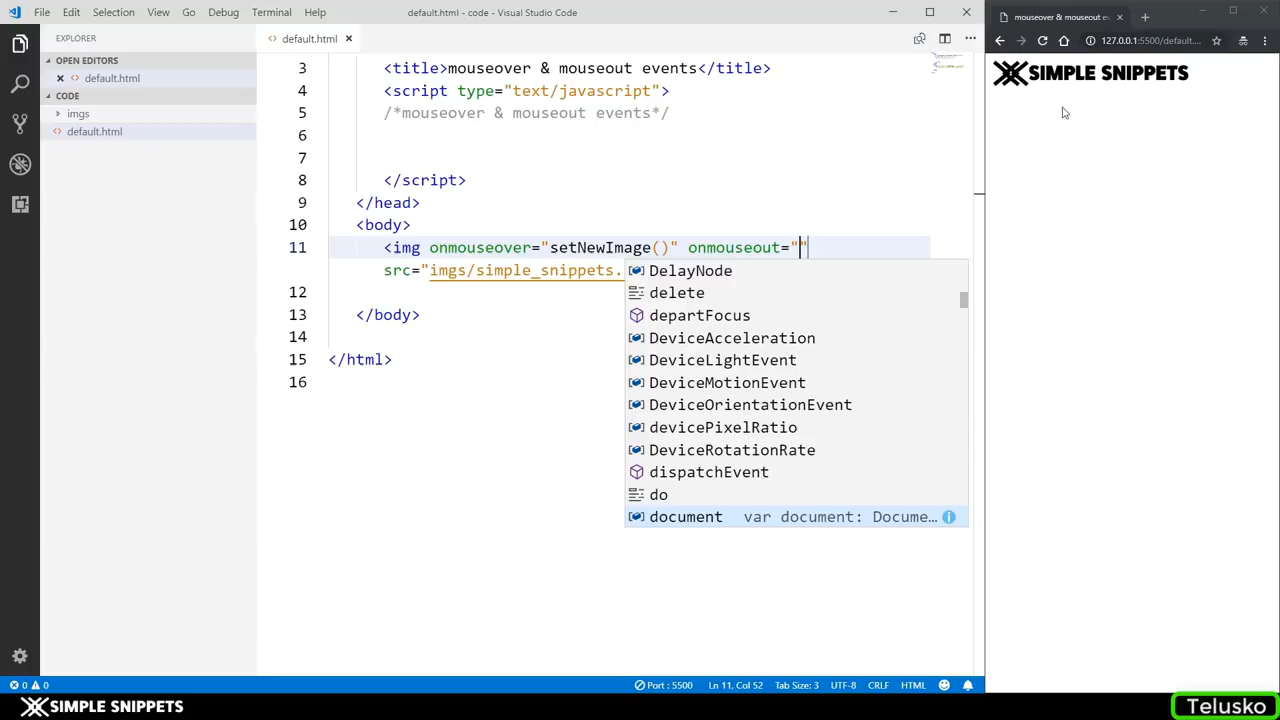 File Edit Selection View Go Debug Terminal Help
default.html - code - Visual Studio Code
EXPLORER
OPEN EDITORS
default.html
CODE
imgs
default.html
default.html
3 <title>mouseover & mouseout events</title>
4 <script type="text/javascript">
5 /*mouseover & mouseout events*/
6
7
8 </script>
9 </head>
10 <body>
11 <img onmouseover="setNewImage()" onmouseout=""
src="imgs/simple_snippets.
12
13 </body>
14
15 </html>
16
DelayNode
delete
departFocus
DeviceAcceleration
DeviceLightEvent
DeviceMotionEvent
DeviceOrientationEvent
devicePixelRatio
DeviceRotationRate
dispatchEvent
do
document var document: Docume…
0 0
Port : 5500 Ln 11, Col 52 Tab Size: 3 UTF-8 CRLF HTML
mouseover & mouseout ev
127.0.0.1:5500/default....
SIMPLE SNIPPETS
SIMPLE SNIPPETS
Telusko